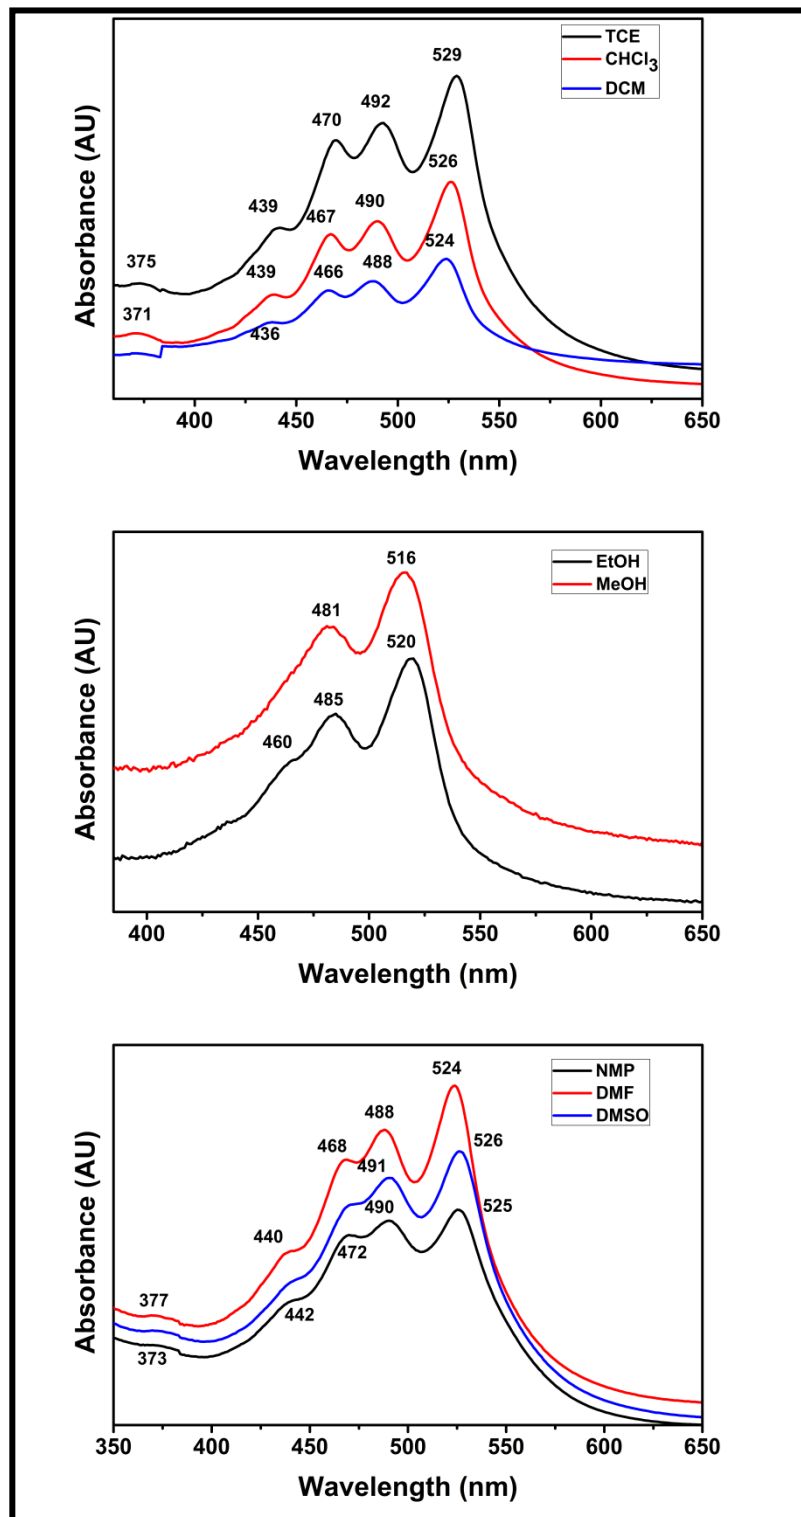 TCE
CHCl3
DCM
529
492
470
526
439
467
490
524
375
439
466
488
371
436
Absorbance (AU)
400 450 500 550 600 650
Wavelength (nm)
EtOH
MeOH
516
481
520
485
460
Absorbance (AU)
400 450 500 550 600 650
Wavelength (nm)
NMP
DMF
DMSO
524
488
468
526
491
525
490
440
472
377
442
373
Absorbance (AU)
350 400 450 500 550 600 650
Wavelength (nm)